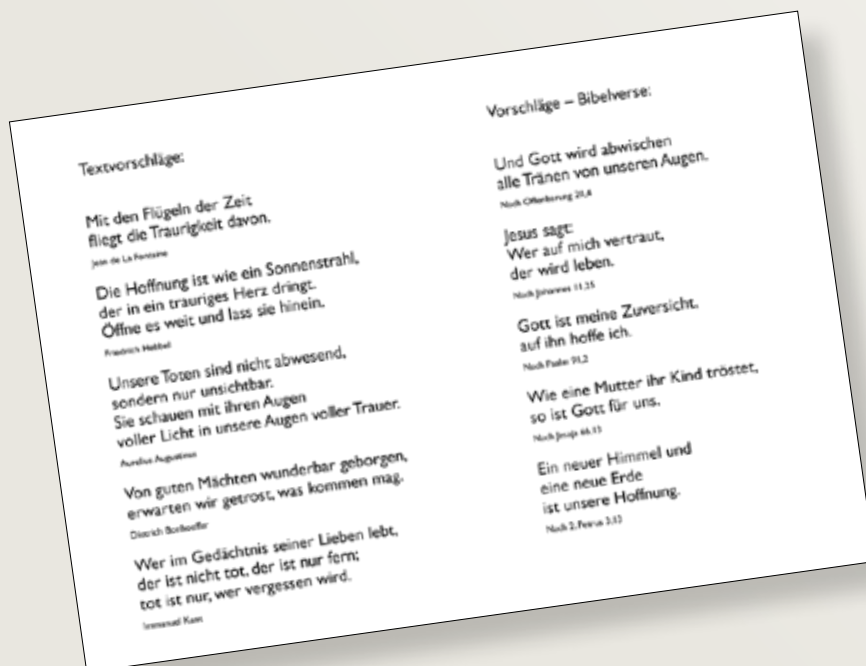 Textvorschläge:
Mit den Flügeln der Zeit
fliegt die Traurigkeit davon.
Jean de La Fontaine
Die Hoffnung ist wie ein Sonnenstrahl,
der in ein trauriges Herz dringt.
Öffne es weit und lass sie hinein.
Friedrich Hebbel
Unsere Toten sind nicht abwesend,
sondern nur unsichtbar.
Sie schauen mit ihren Augen
voller Licht in unsere Augen voller Trauer.
Aurelius Augustinus
Von guten Mächten wunderbar geborgen,
erwarten wir getrost, was kommen mag.
Dietrich Bonhoeffer
Wer im Gedächtnis seiner Lieben lebt,
der ist nicht tot, der ist nur fern;
tot ist nur, wer vergessen wird.
Immanuel Kant
Vorschläge – Bibelverse:
Und Gott wird abwischen
alle Tränen von unseren Augen.
Nach Offenbarung 21,4
Jesus sagt:
Wer auf mich vertraut,
der wird leben.
Nach Johannes 11,25
Gott ist meine Zuversicht,
auf ihn hoffe ich.
Nach Psalm 91,2
Wie eine Mutter ihr Kind tröstet,
so ist Gott für uns.
Nach Jesaja 66,13
Ein neuer Himmel und
eine neue Erde
ist unsere Hoffnung.
Nach 2. Petrus 3,13